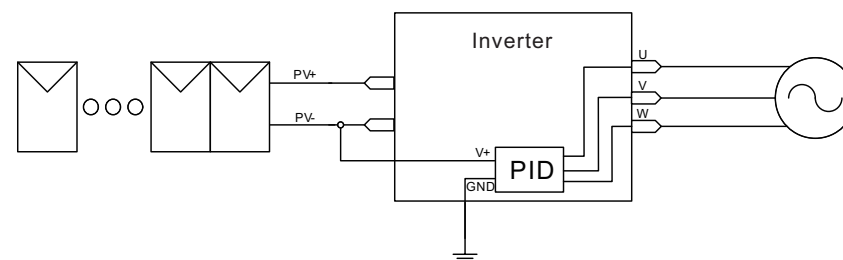 Inverter
U
PV+
V
PV-
W
V+
PID
GND